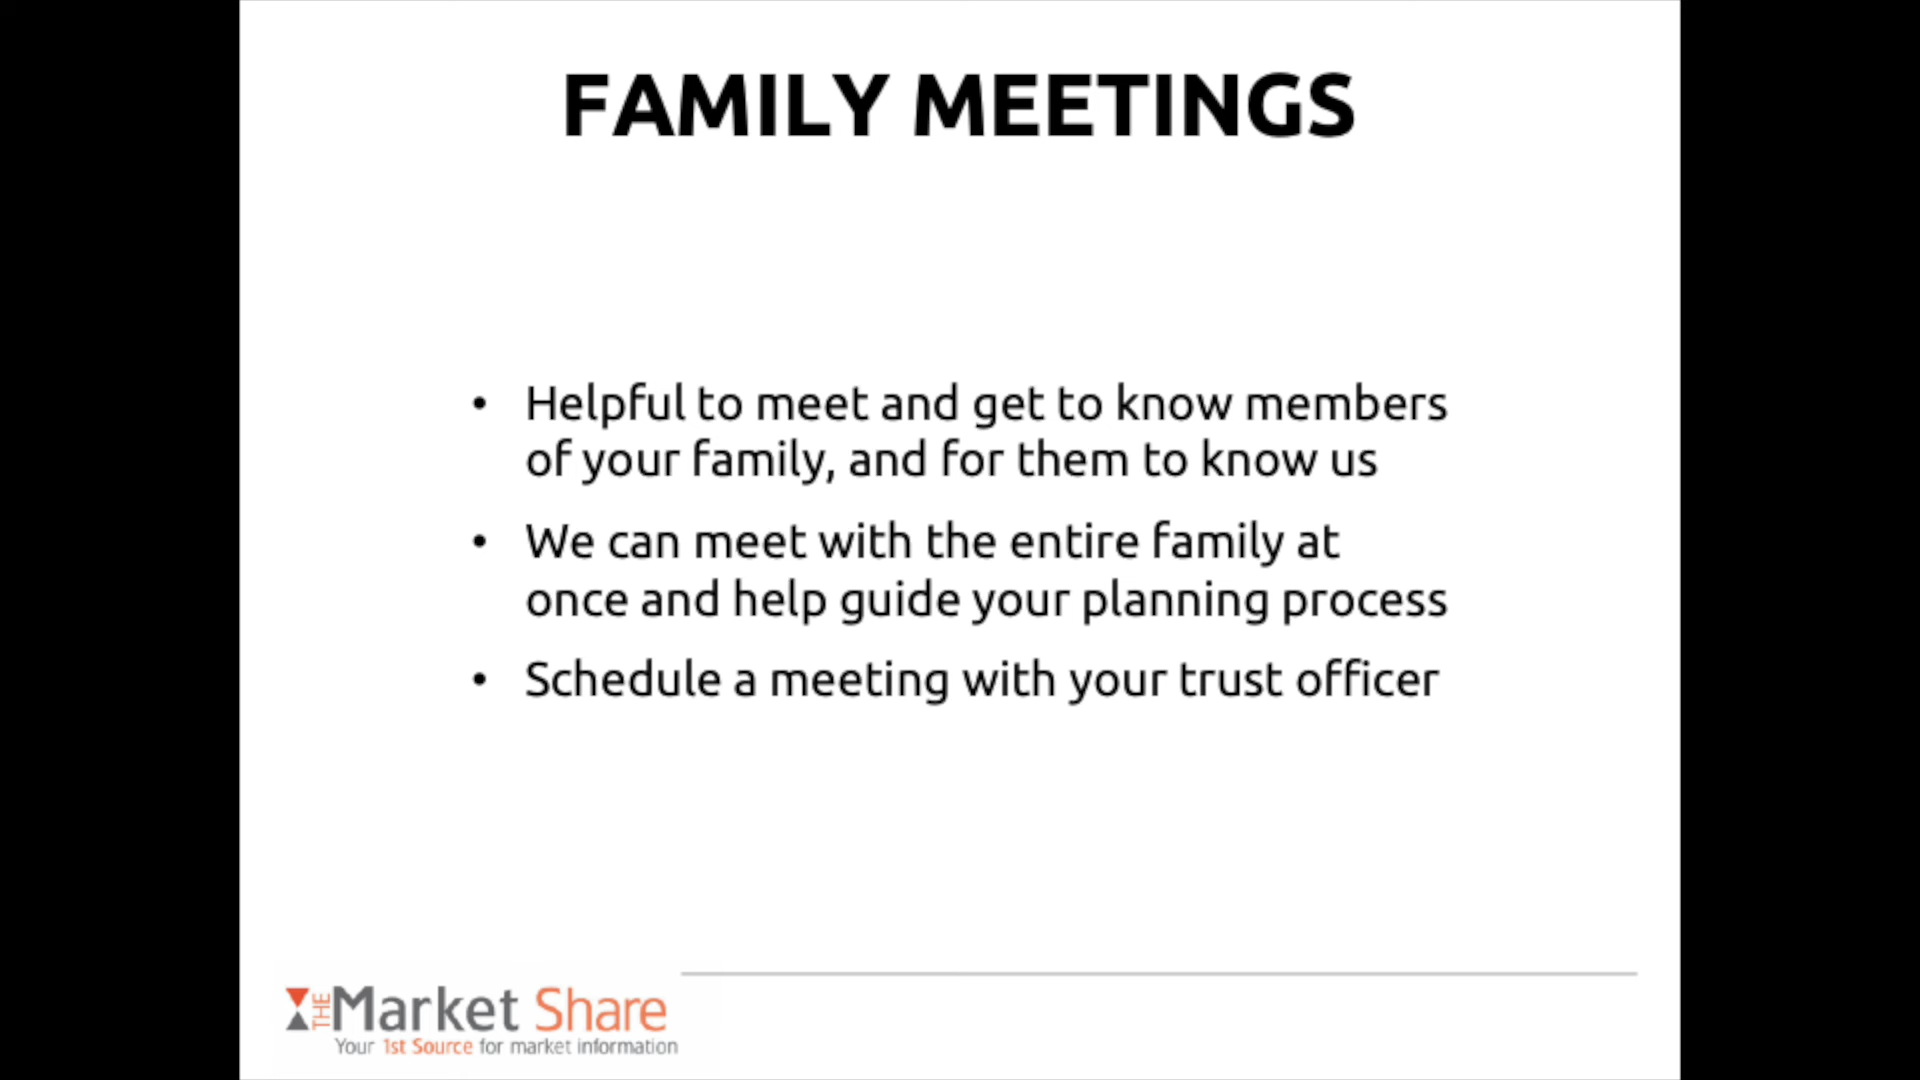 FAMILY MEETINGS
• Helpful to meet and get to know members
of your family, and for them to know us
• We can meet with the entire family at
once and help guide your planning process
• Schedule a meeting with your trust officer
THE Market Share
Your 1st Source for market information